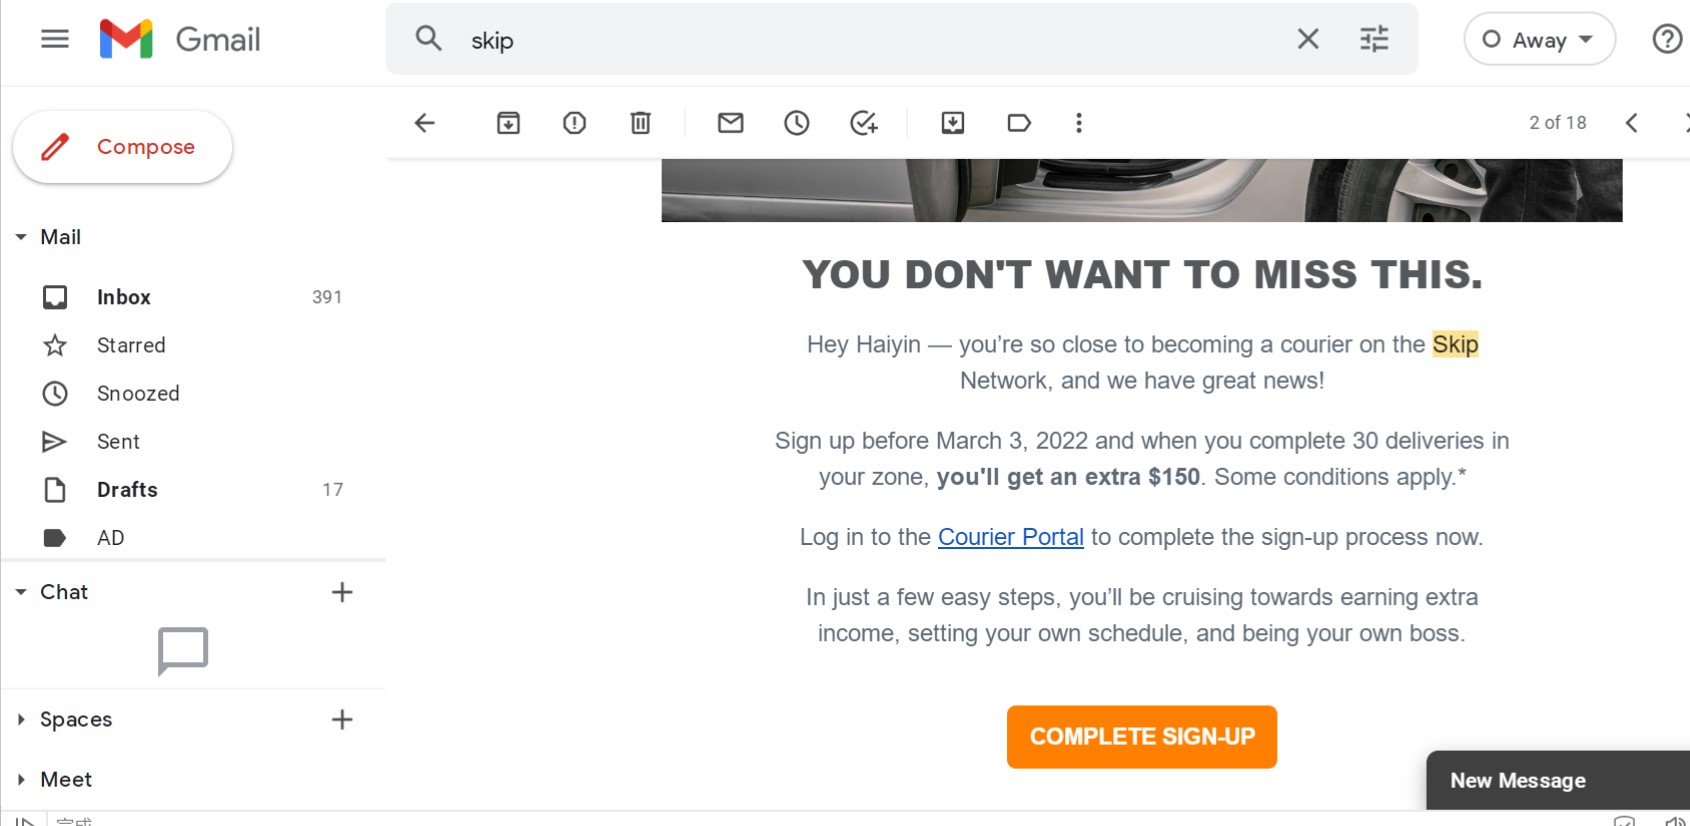 Gmail
skip
Away
Compose
2 of 18
Mail
Inbox 391
Starred
Snoozed
Sent
Drafts 17
AD
Chat
Spaces
Meet
YOU DON'T WANT TO MISS THIS.
Hey Haiyin — you’re so close to becoming a courier on the Skip
Network, and we have great news!
Sign up before March 3, 2022 and when you complete 30 deliveries in
your zone, you'll get an extra $150. Some conditions apply.*
Log in to the Courier Portal to complete the sign-up process now.
In just a few easy steps, you’ll be cruising towards earning extra
income, setting your own schedule, and being your own boss.
COMPLETE SIGN-UP
New Message
完成